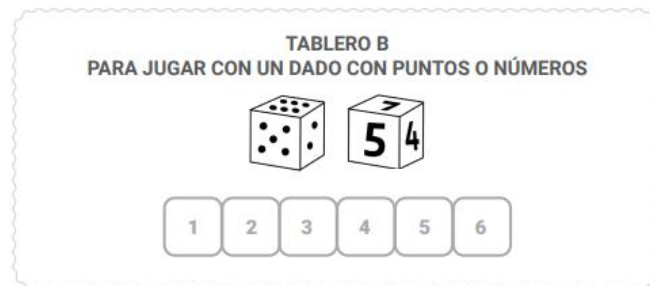 TABLERO B
PARA JUGAR CON UN DADO CON PUNTOS O NÚMEROS
7
5 4
1 2 3 4 5 6